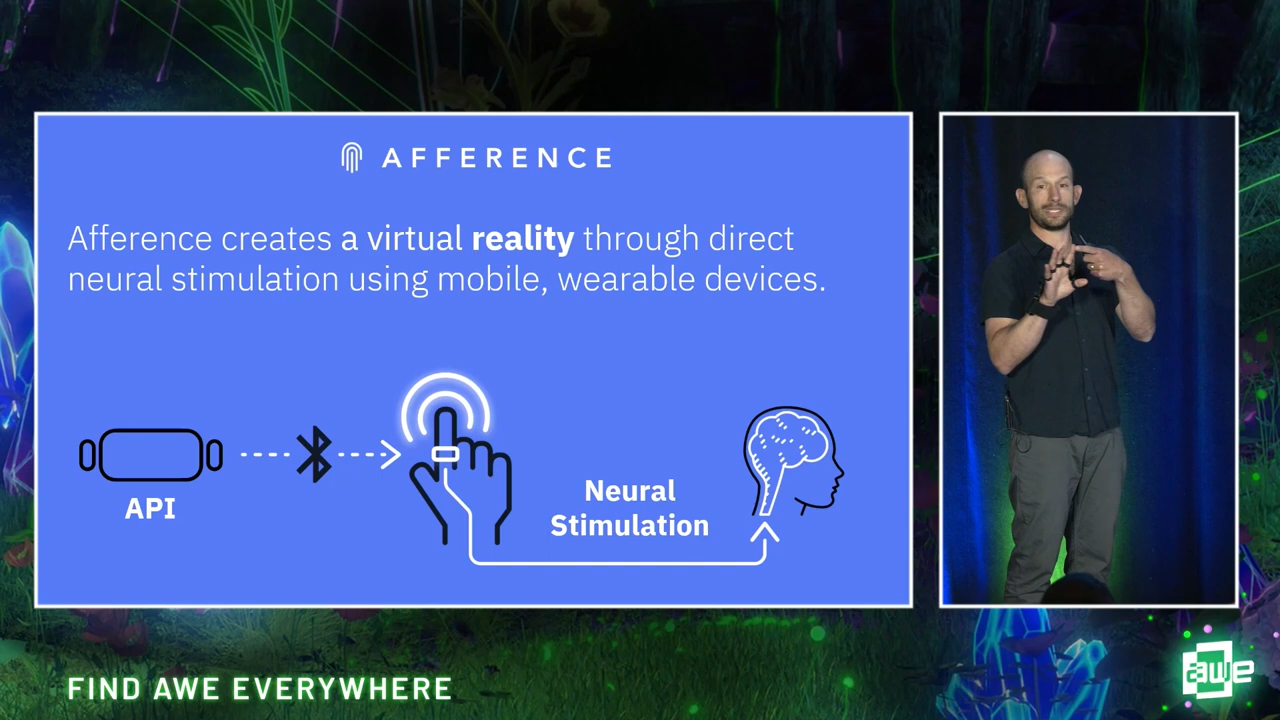 AFFERENCE
Afference creates a virtual reality through direct
neural stimulation using mobile, wearable devices.
API
Neural
Stimulation
FIND AWE EVERYWHERE
awe